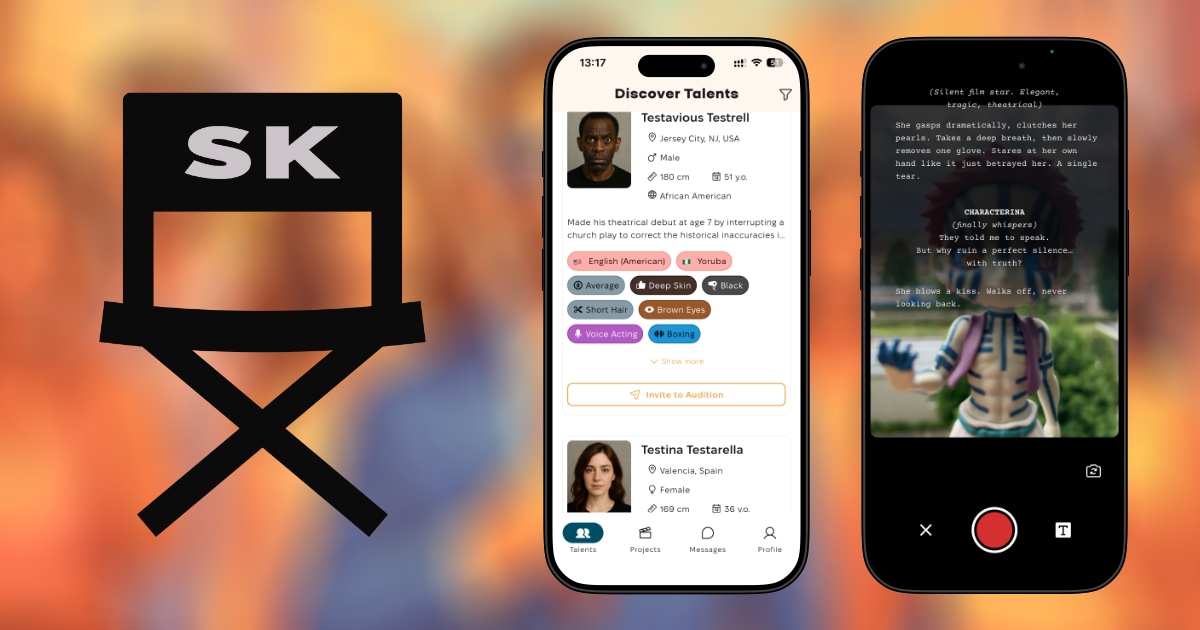 SK
13:17
Discover Talents
Testavious Testrell
Jersey City, NJ, USA
Male
180 cm 51 y.o.
African American
Made his theatrical debut at age 7 by interrupting a
church play to correct the historical inaccuracies i...
English (American) Yoruba
Average Deep Skin Black
Short Hair Brown Eyes
Voice Acting Boxing
Show more
Invite to Audition
Testina Testarella
Valencia, Spain
Female
169 cm 36 y.o.
Talents Projects Messages Profile
(Silent film star. Elegant,
tragic, theatrical)
She gasps dramatically, clutches her
pearls. Takes a deep breath, then slowly
removes one glove. Stares at her own
hand like it just betrayed her. A single
tear.
CHARACTERINA
(finally whispers)
They told me to speak.
But why ruin a perfect silence…
with truth?
She blows a kiss. Walks off, never
looking back.
T